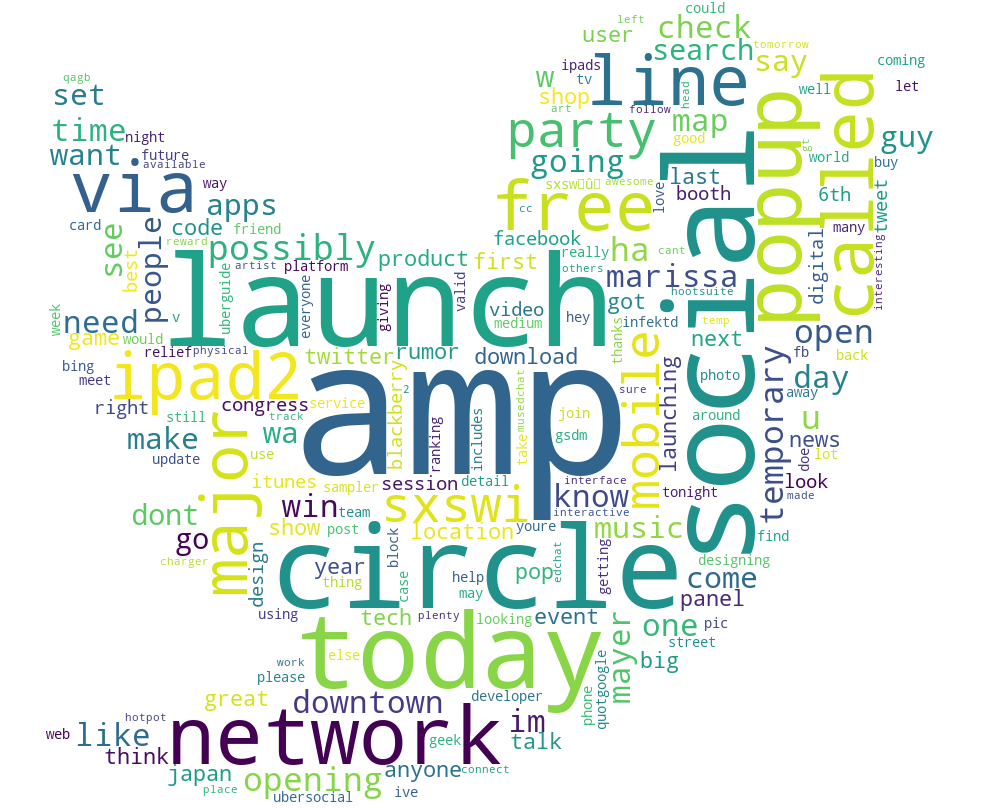 could
left
user
check
tomorrow
search
line
say
coming
ipads
tv
qagb
set
w
shop
head
well
let
art
follow
party
map
popup
called
time
night
good
gt
guy
want
future
available
going
last
world
buy
via
way
sxsw
awesome
booth
6th
tweet
apps
free
cc
love
social
many
card
code
friend
facebook
ha
cant
digital
interesting
see
people
reward
possibly
product
first
really
others
marissa
best
artist
platform
valid
hootsuite
uberguide
everyone
giving
launch
video
medium
hey
got
infektd
temp
week
need
v
thanks
next
open
game
would
relief
physical
twitter
rumor
download
mobile
launching
temporary
fb
back
bing
meet
ipad2
amp
blackberry
2
sure
photo
day
away
right
congress
service
musedchat
join
around
still
track
major
wa
ranking
includes
take
gsdm
u
news
make
use
doe
lot
update
itunes
sampler
session
detail
interface
tonight
look
made
dont
win
team
sxswi
know
interactive
go
show
post
location
youre
music
find
charger
design
year
block
circle
edchat
getting
designing
thing
case
help
pop
come
may
panel
using
tech
plenty
looking
event
one
pic
today
mayer
street
else
work
big
please
quotgoogle
great
downtown
developer
phone
hotpot
network
im
web
like
geek
talk
think
japan
opening
anyone
connect
place
ubersocial
ive